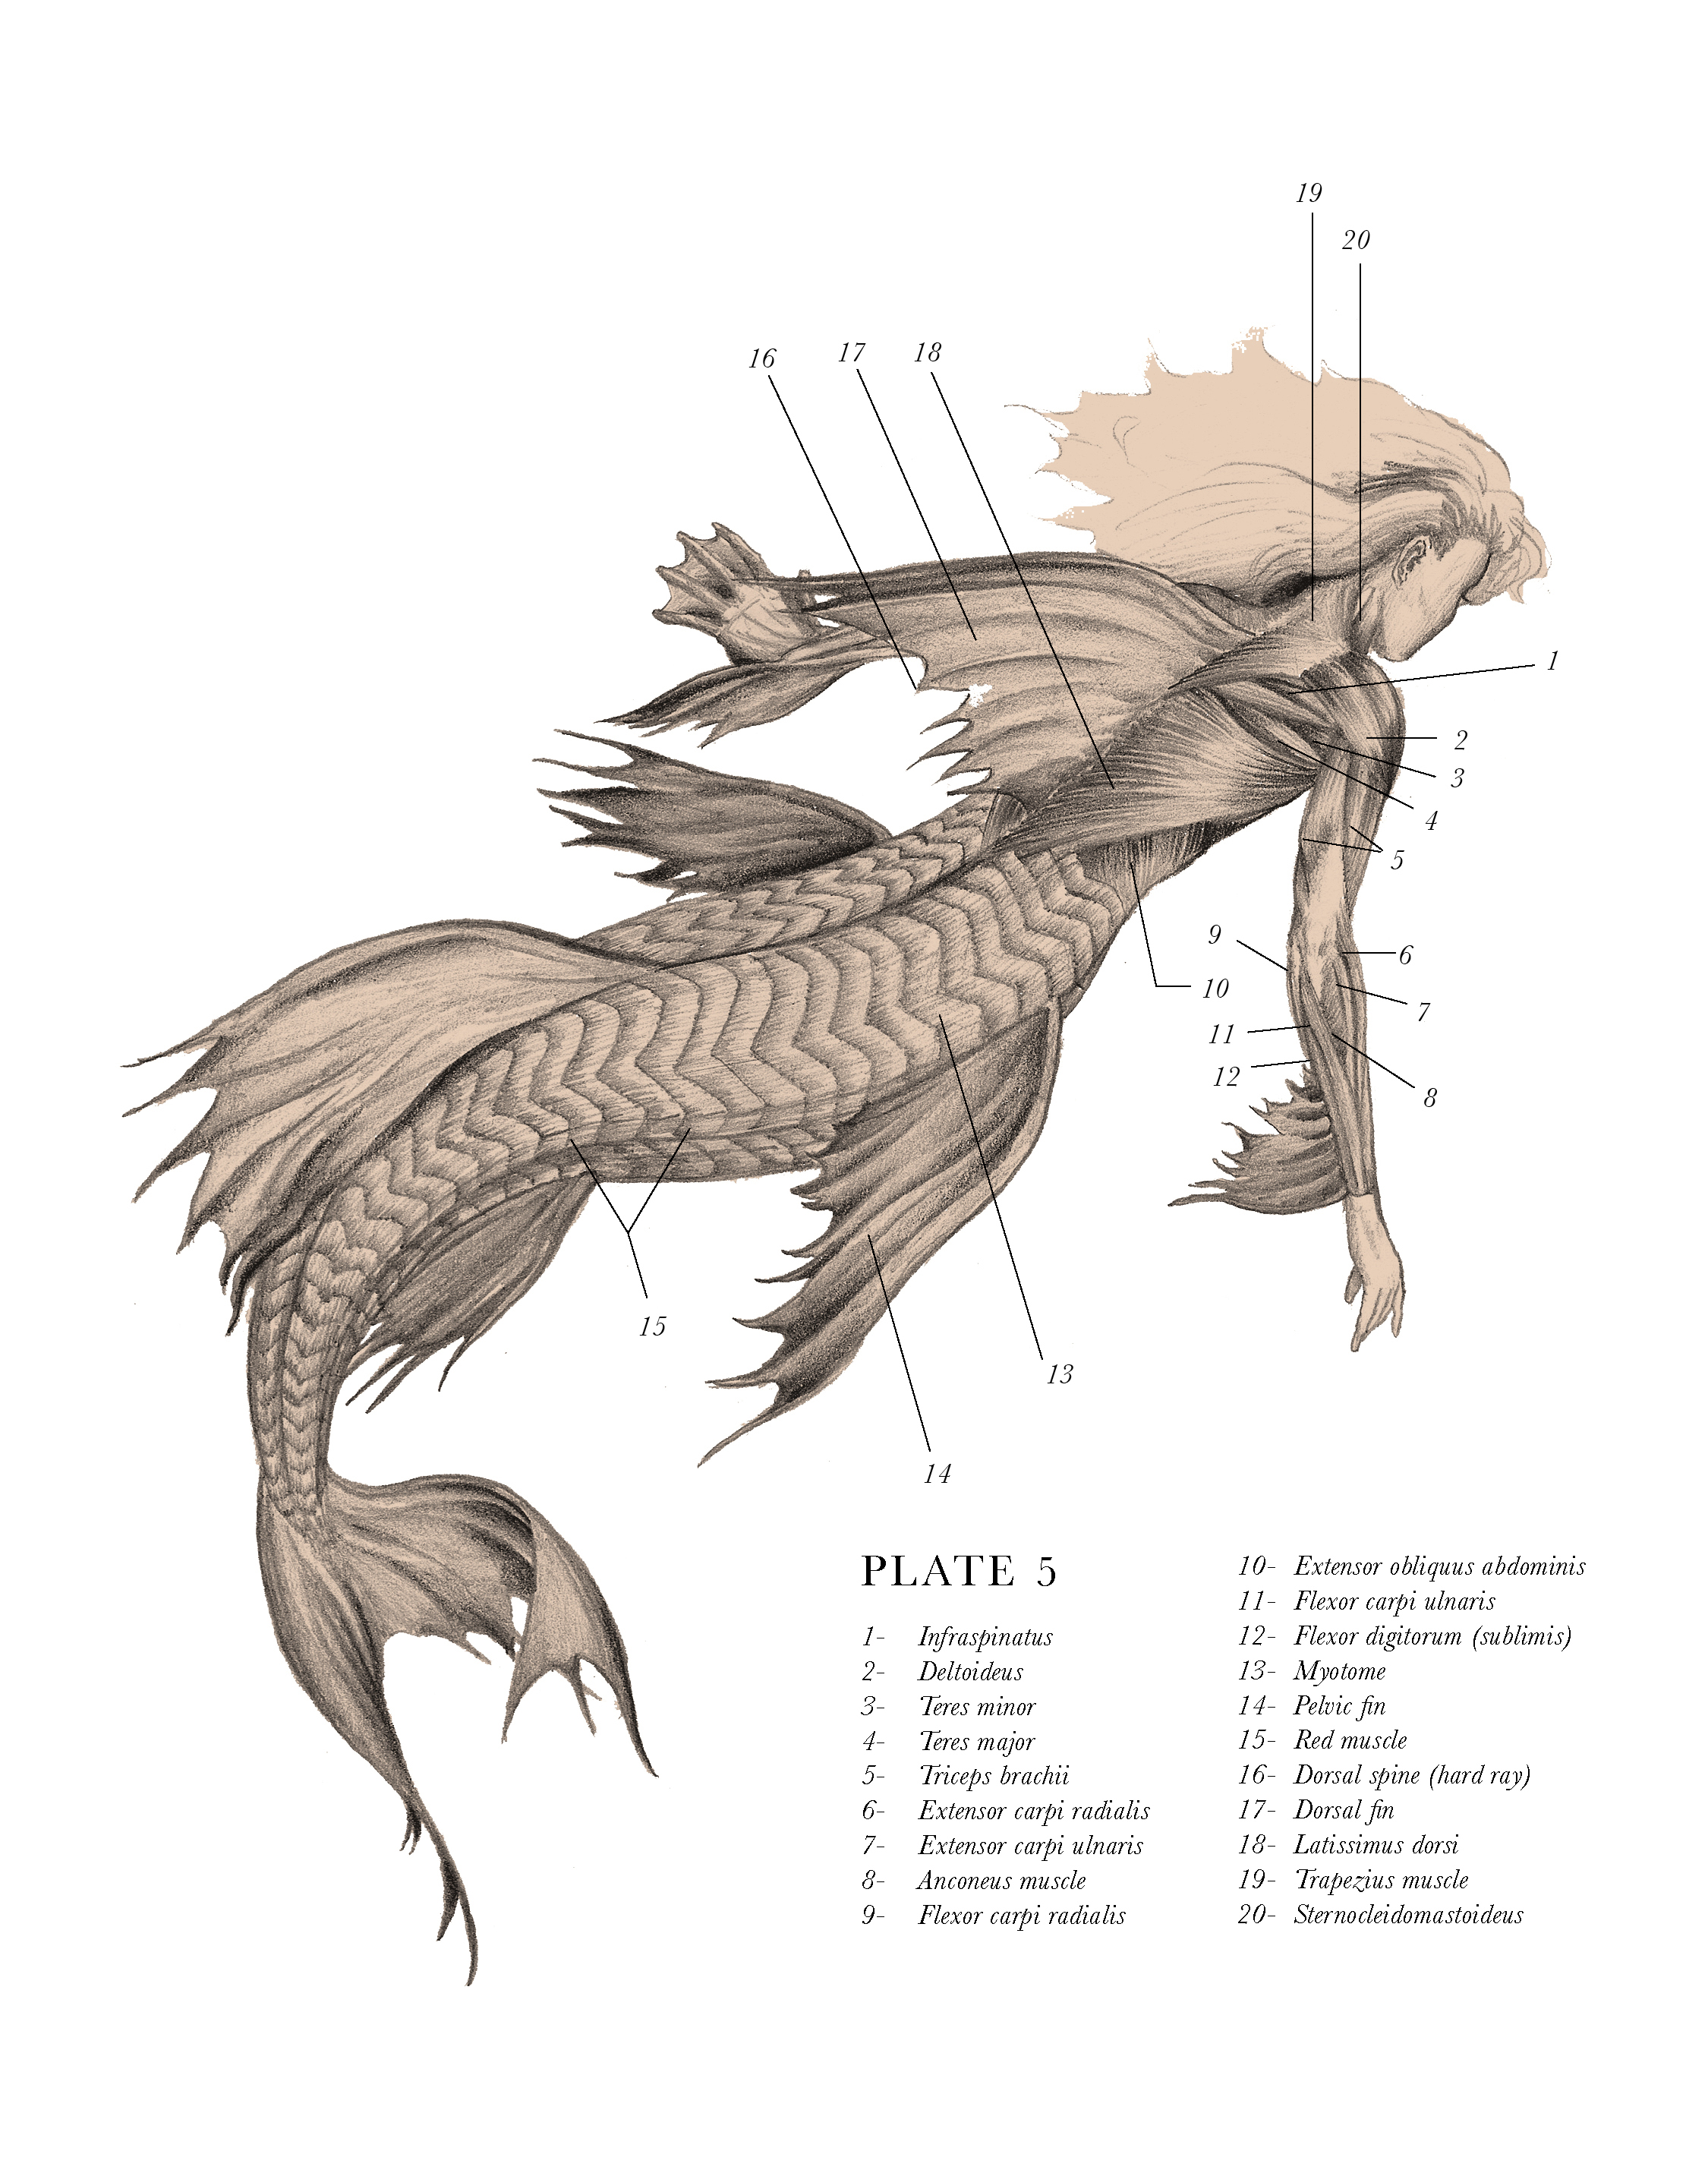 19
20
16
17
18
1
2
3
4
5
9
6
10
7
11
12
8
15
13
14
PLATE 5
1- Infraspinatus
2- Deltoideus
3- Teres minor
4- Teres major
5- Triceps brachii
6- Extensor carpi radialis
7- Extensor carpi ulnaris
8- Anconeus muscle
9- Flexor carpi radialis
10- Extensor obliquus abdominis
11- Flexor carpi ulnaris
12- Flexor digitorum (sublimis)
13- Myotome
14- Pelvic fin
15- Red muscle
16- Dorsal spine (hard ray)
17- Dorsal fin
18- Latissimus dorsi
19- Trapezius muscle
20- Sternocleidomastoideus